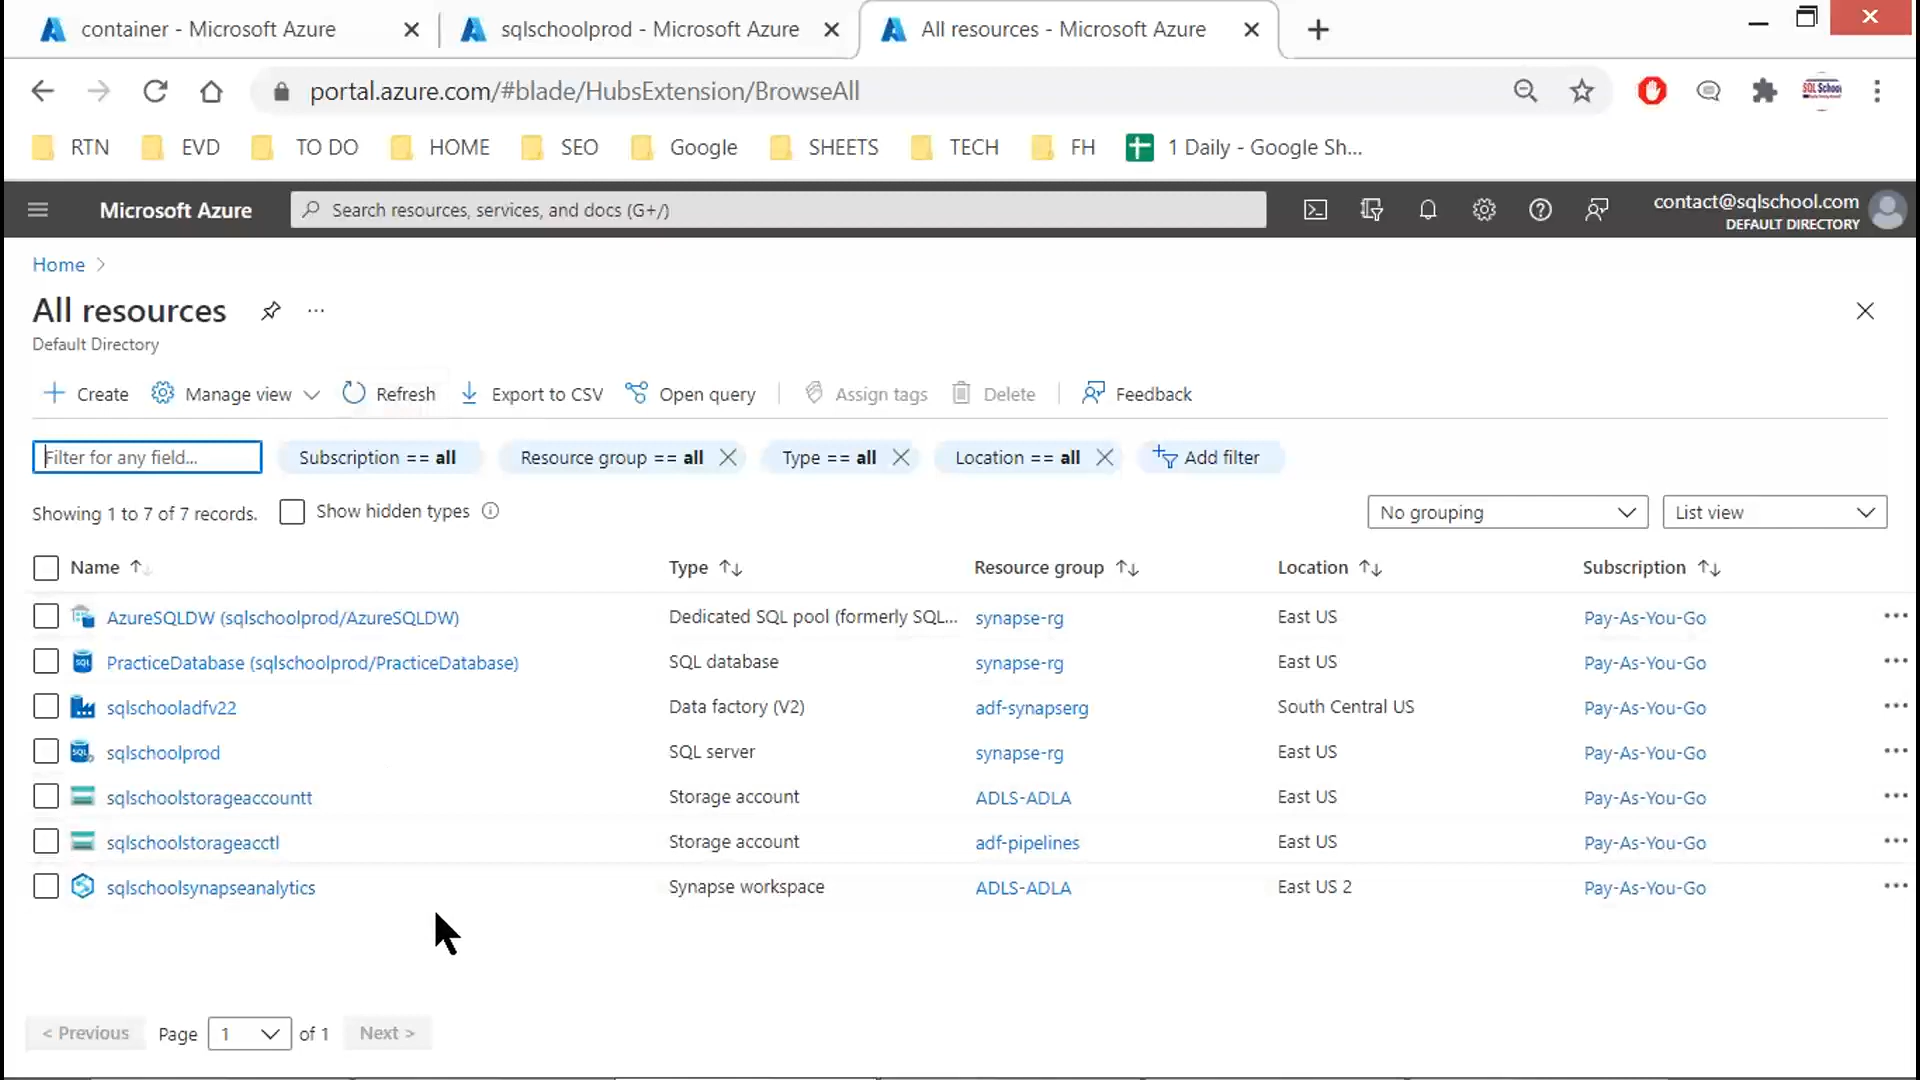 container - Microsoft Azure
sqlschoolprod - Microsoft Azure
All resources - Microsoft Azure
portal.azure.com/#blade/HubsExtension/BrowseAll
SQL School
RTN EVD TO DO HOME SEO Google SHEETS TECH FH 1 Daily - Google Sh...
Microsoft Azure
Search resources, services, and docs (G+/)
contact@sqlschool.com
DEFAULT DIRECTORY
Home
All resources
Default Directory
Create Manage view Refresh Export to CSV Open query Assign tags Delete Feedback
Filter for any field... Subscription == all Resource group == all Type == all Location == all Add filter
Showing 1 to 7 of 7 records. Show hidden types No grouping List view
Name Type Resource group Location Subscription
AzureSQLDW (sqlschoolprod/AzureSQLDW) Dedicated SQL pool (formerly SQL... synapse-rg East US Pay-As-You-Go
PracticeDatabase (sqlschoolprod/PracticeDatabase) SQL database synapse-rg East US Pay-As-You-Go
sqlschooladfv22 Data factory (V2) adf-synapserg South Central US Pay-As-You-Go
sqlschoolprod SQL server synapse-rg East US Pay-As-You-Go
sqlschoolstorageaccountt Storage account ADLS-ADLA East US Pay-As-You-Go
sqlschoolstorageacctl Storage account adf-pipelines East US Pay-As-You-Go
sqlschoolsynapseanalytics Synapse workspace ADLS-ADLA East US 2 Pay-As-You-Go
< Previous Page 1 of 1 Next >